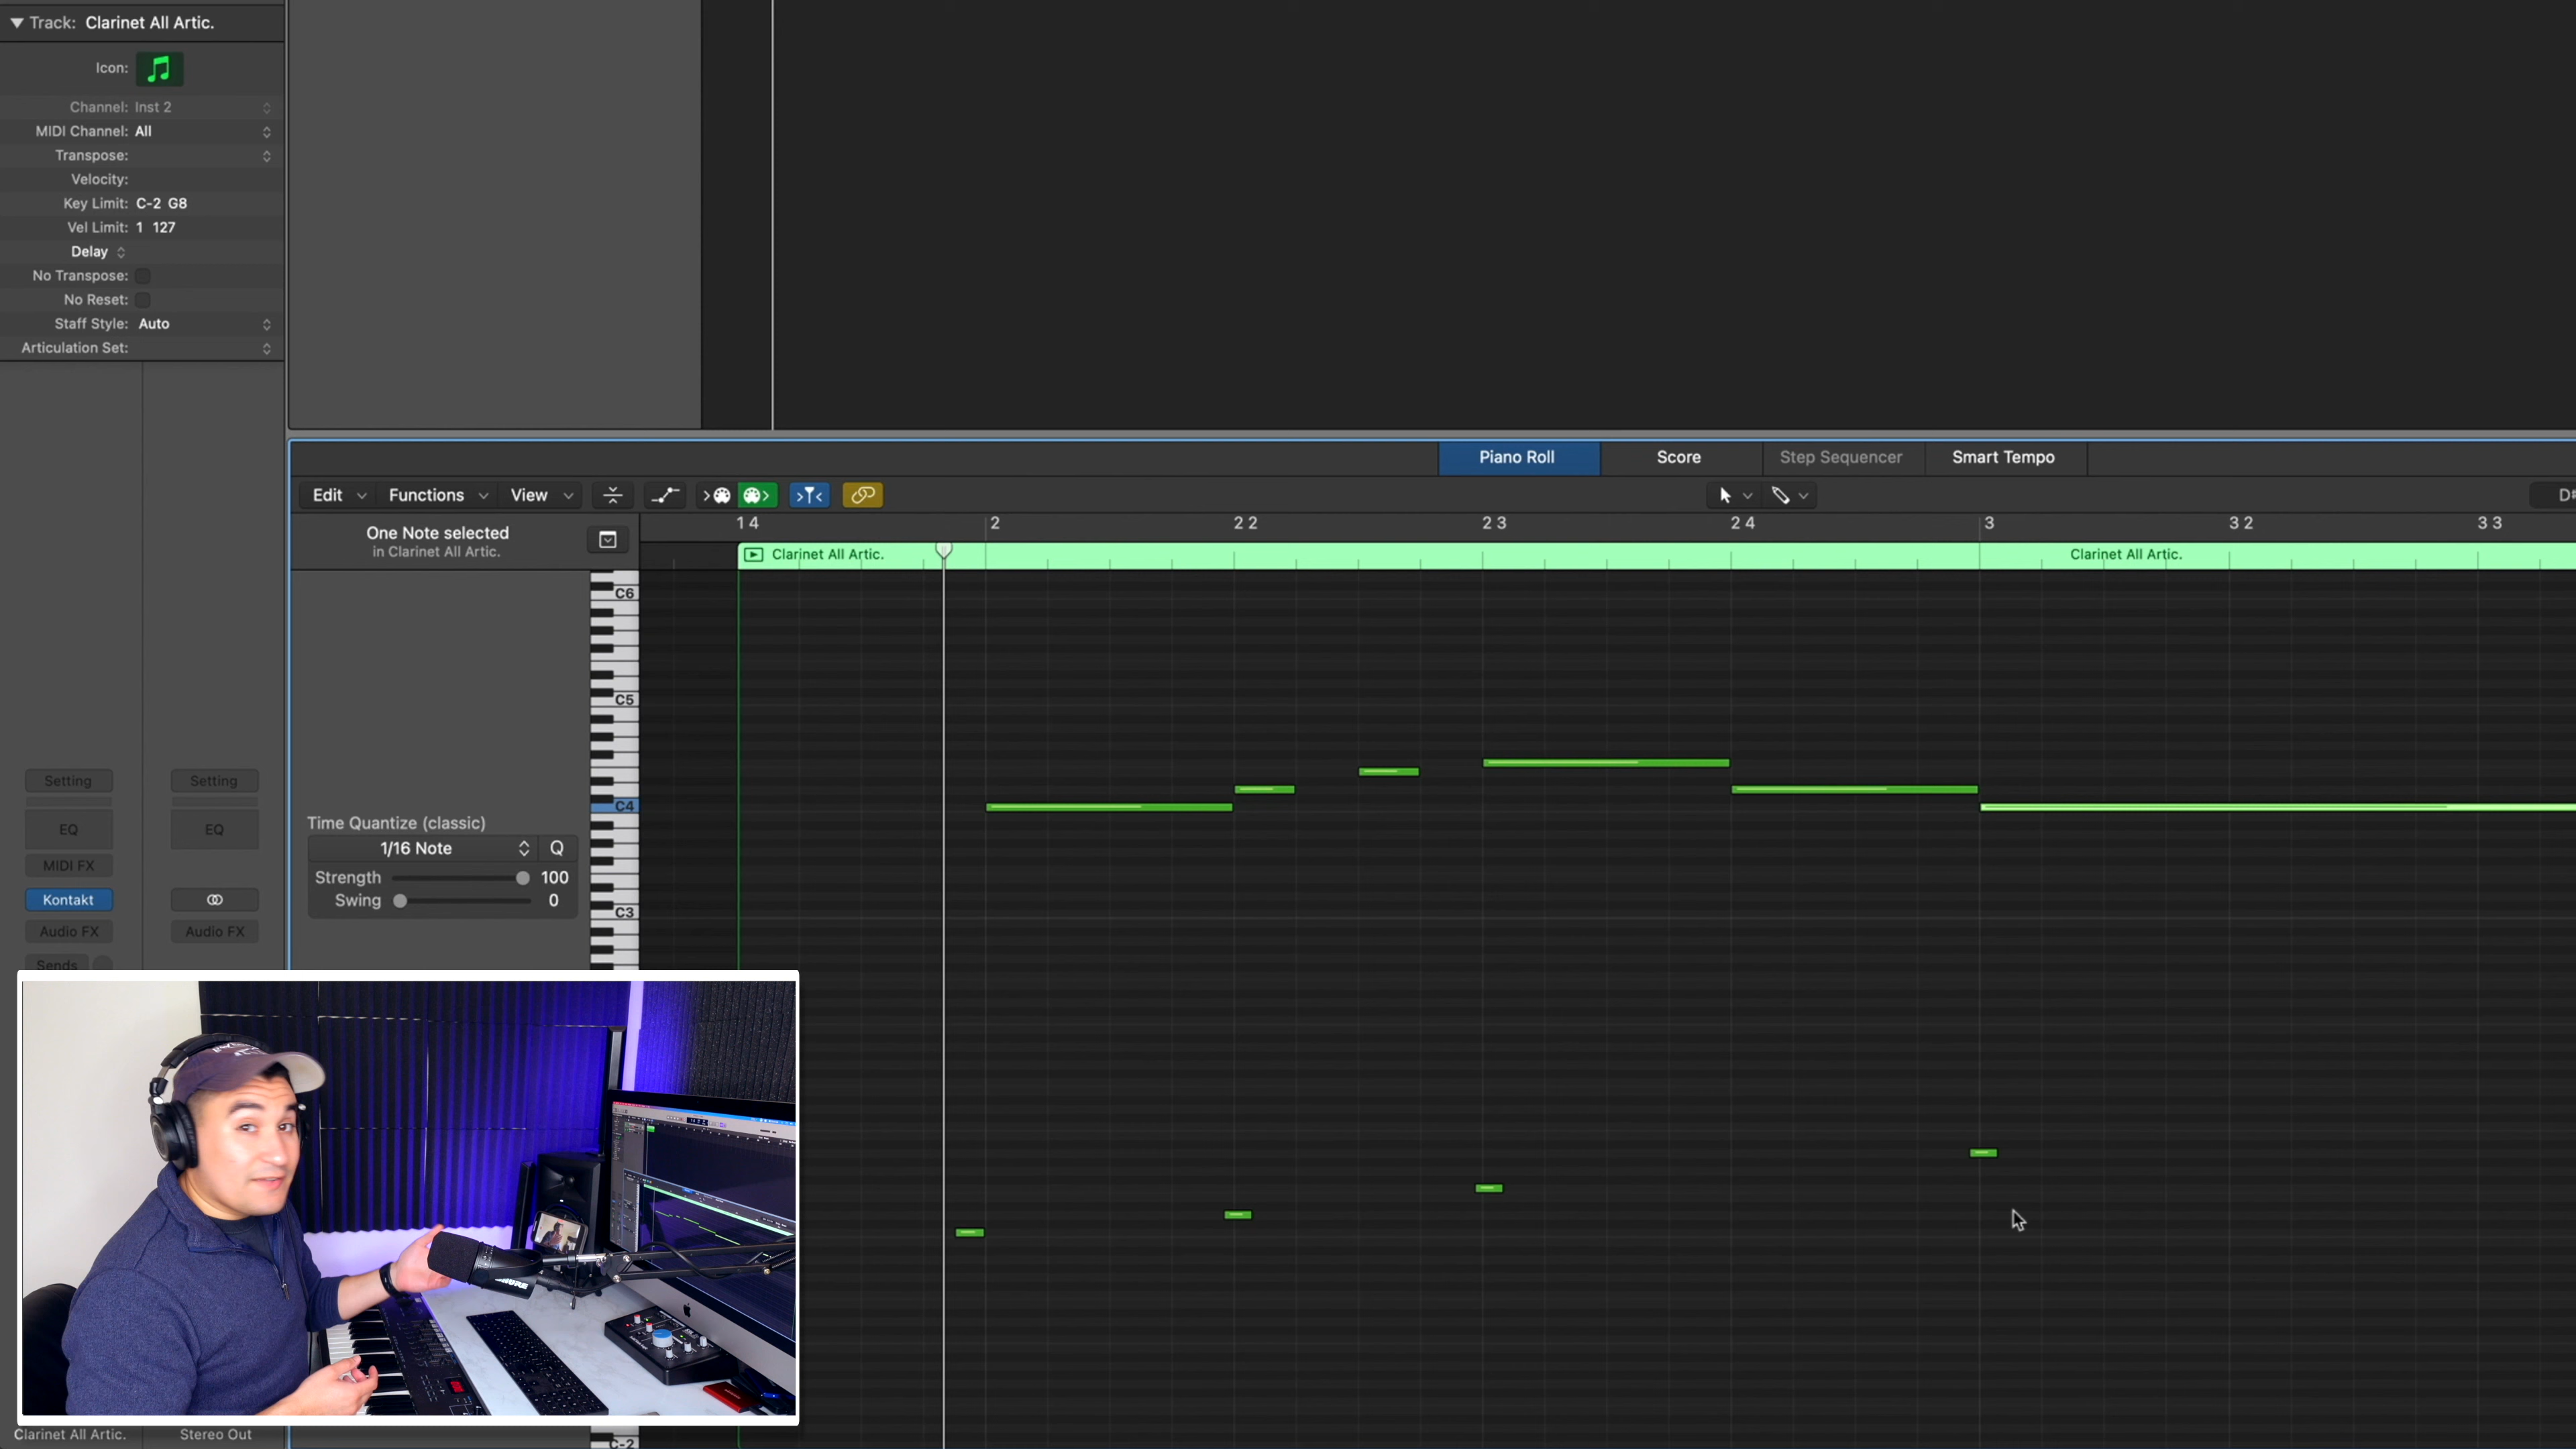 Track: Clarinet All Artic.
Icon:
Channel: Inst 2
MIDI Channel: All
Transpose:
Velocity:
Key Limit: C-2 G8
Vel Limit: 1 127
Delay
No Transpose:
No Reset:
Staff Style: Auto
Articulation Set:
Setting Setting
EQ EQ
MIDI FX
Kontakt
Audio FX Audio FX
Sends
Clarinet All Artic. Stereo Out
Piano Roll Score Step Sequencer Smart Tempo
Edit Functions View
1 4 2 2 2 2 3 2 4 3 3 2 3 3
One Note selected
in Clarinet All Artic.
Clarinet All Artic. Clarinet All Artic.
C6
C5
C4
C3
C-2
Time Quantize (classic)
1/16 Note Q
Strength 100
Swing 0